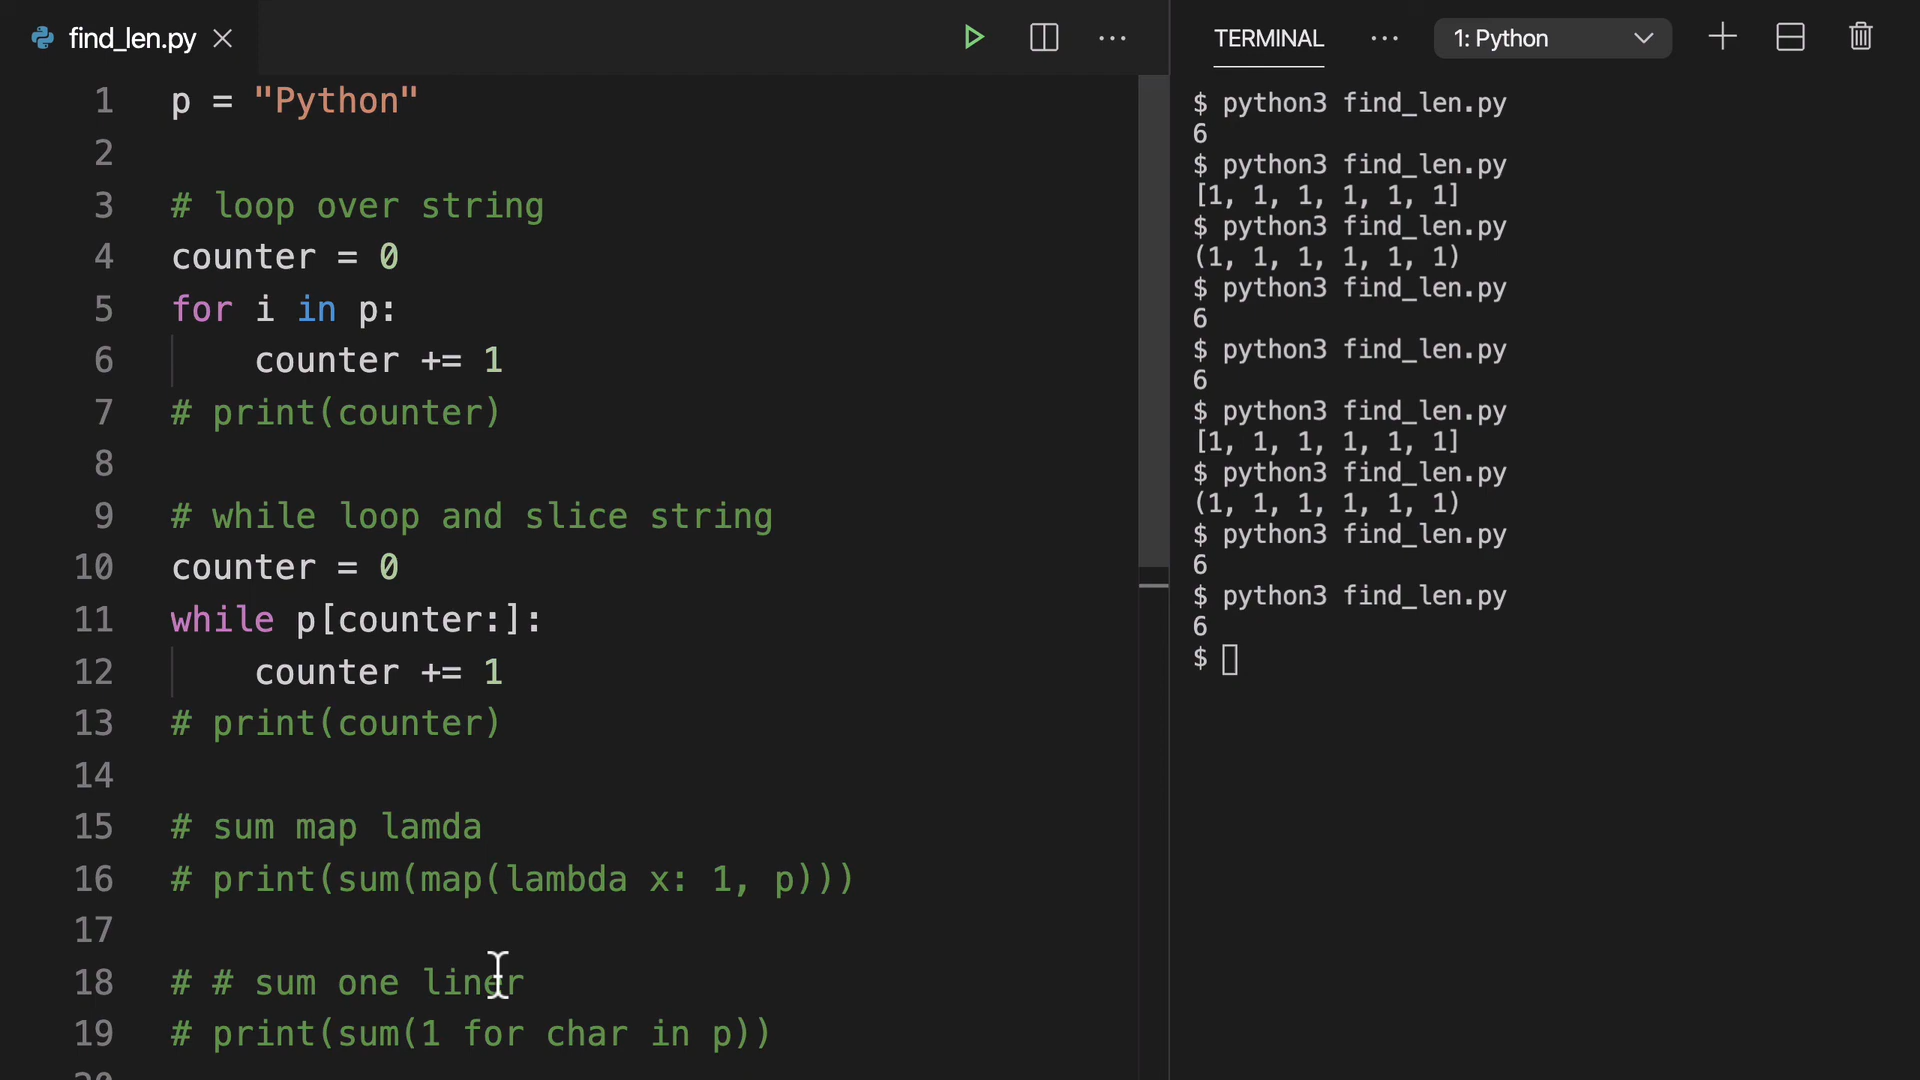 find_len.py
1 p = "Python"
2
3 # loop over string
4 counter = 0
5 for i in p:
6 counter += 1
7 # print(counter)
8
9 # while loop and slice string
10 counter = 0
11 while p[counter:]:
12 counter += 1
13 # print(counter)
14
15 # sum map lamda
16 # print(sum(map(lambda x: 1, p)))
17
18 # # sum one liner
19 # print(sum(1 for char in p))
TERMINAL
1: Python
$ python3 find_len.py
6
$ python3 find_len.py
[1, 1, 1, 1, 1, 1]
$ python3 find_len.py
(1, 1, 1, 1, 1, 1)
$ python3 find_len.py
6
$ python3 find_len.py
6
$ python3 find_len.py
[1, 1, 1, 1, 1, 1]
$ python3 find_len.py
(1, 1, 1, 1, 1, 1)
$ python3 find_len.py
6
$ python3 find_len.py
6
$